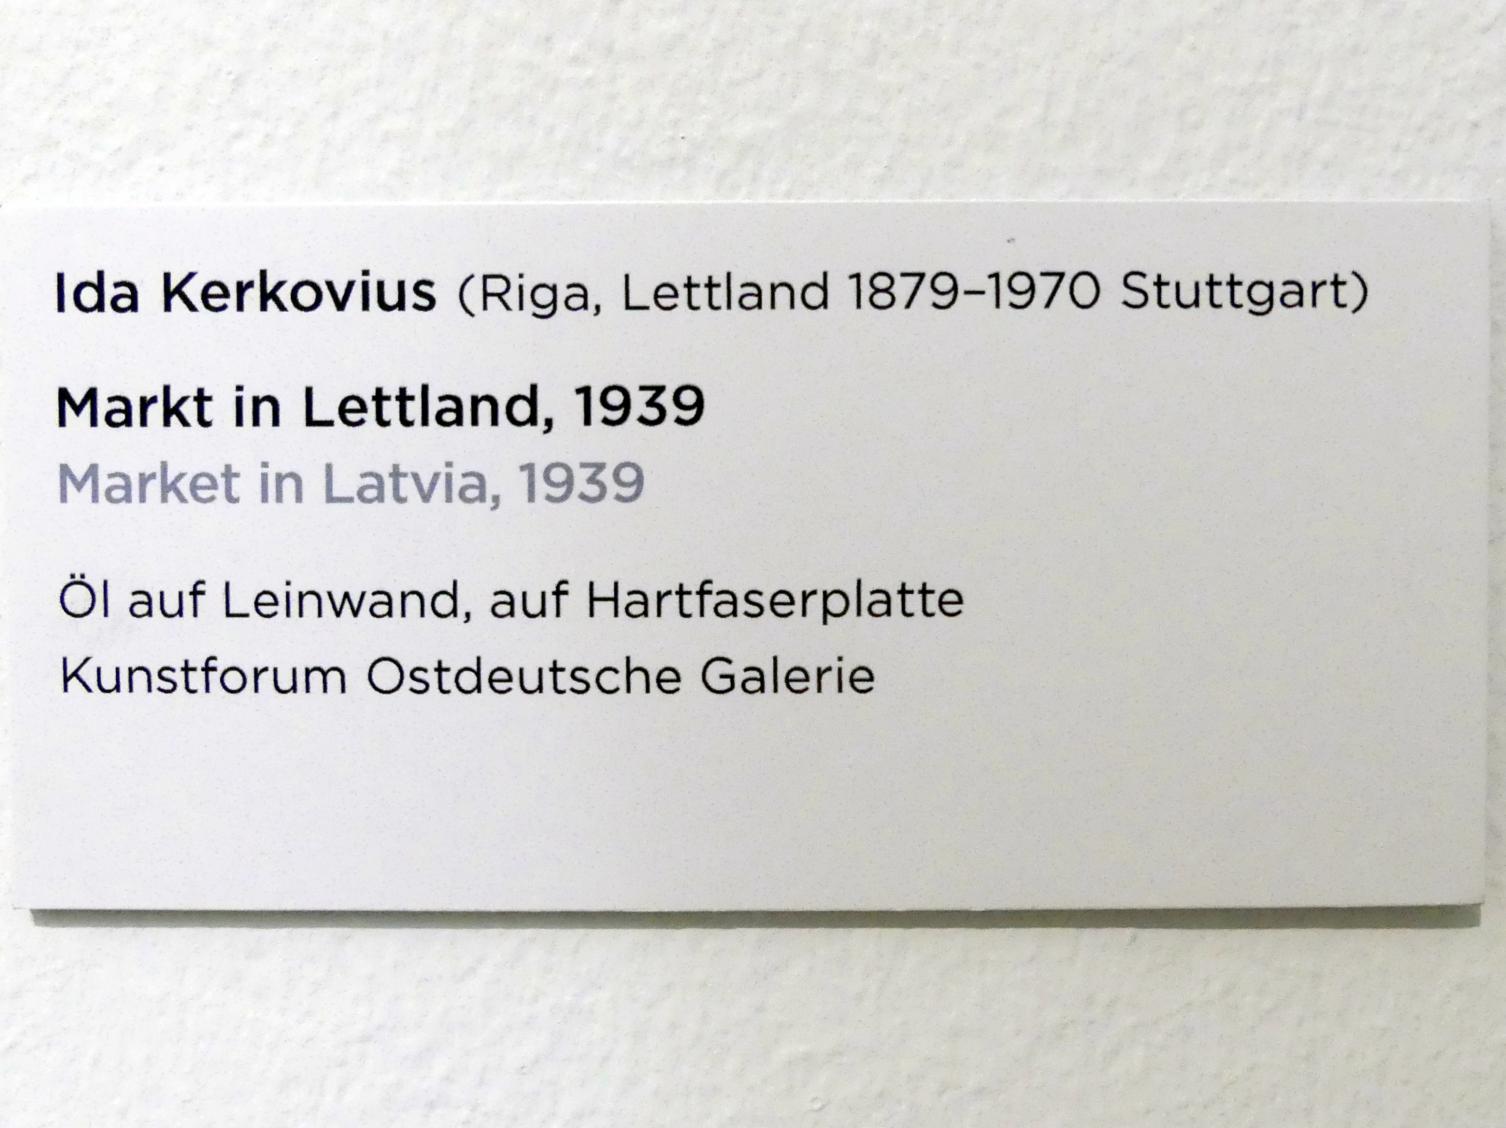 Ida Kerkovius (Riga, Lettland 1879–1970 Stuttgart)
Markt in Lettland, 1939
Market in Latvia, 1939
Öl auf Leinwand, auf Hartfaserplatte
Kunstforum Ostdeutsche Galerie